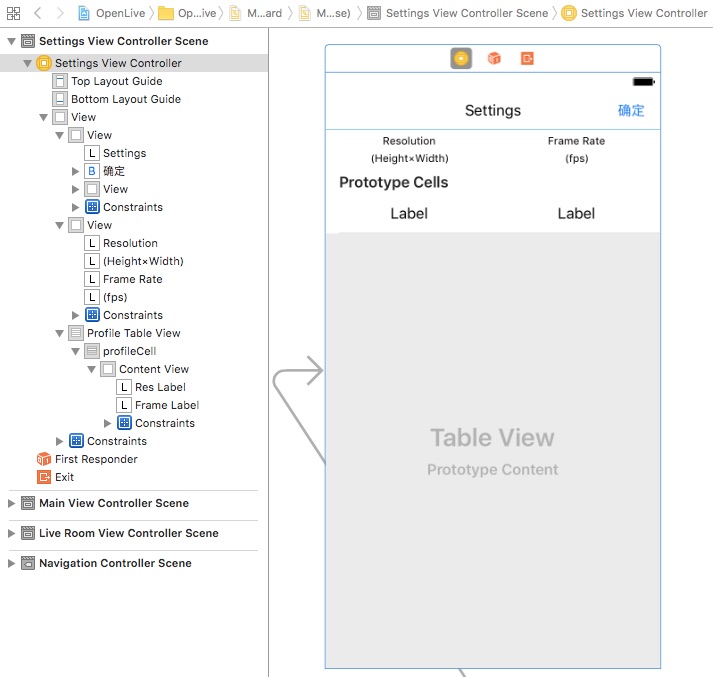 OpenLive
Op...ive
M...ard
M...se)
Settings View Controller Scene
Settings View Controller
Settings View Controller Scene
Settings View Controller
Top Layout Guide
Bottom Layout Guide
View
View
L Settings
B 确定
View
Constraints
View
L Resolution
L (Height×Width)
L Frame Rate
L (fps)
Constraints
Profile Table View
profileCell
Content View
L Res Label
L Frame Label
Constraints
Constraints
First Responder
Exit
Main View Controller Scene
Live Room View Controller Scene
Navigation Controller Scene
Settings 确定
Resolution Frame Rate
(Height×Width) (fps)
Prototype Cells
Label Label
Table View
Prototype Content